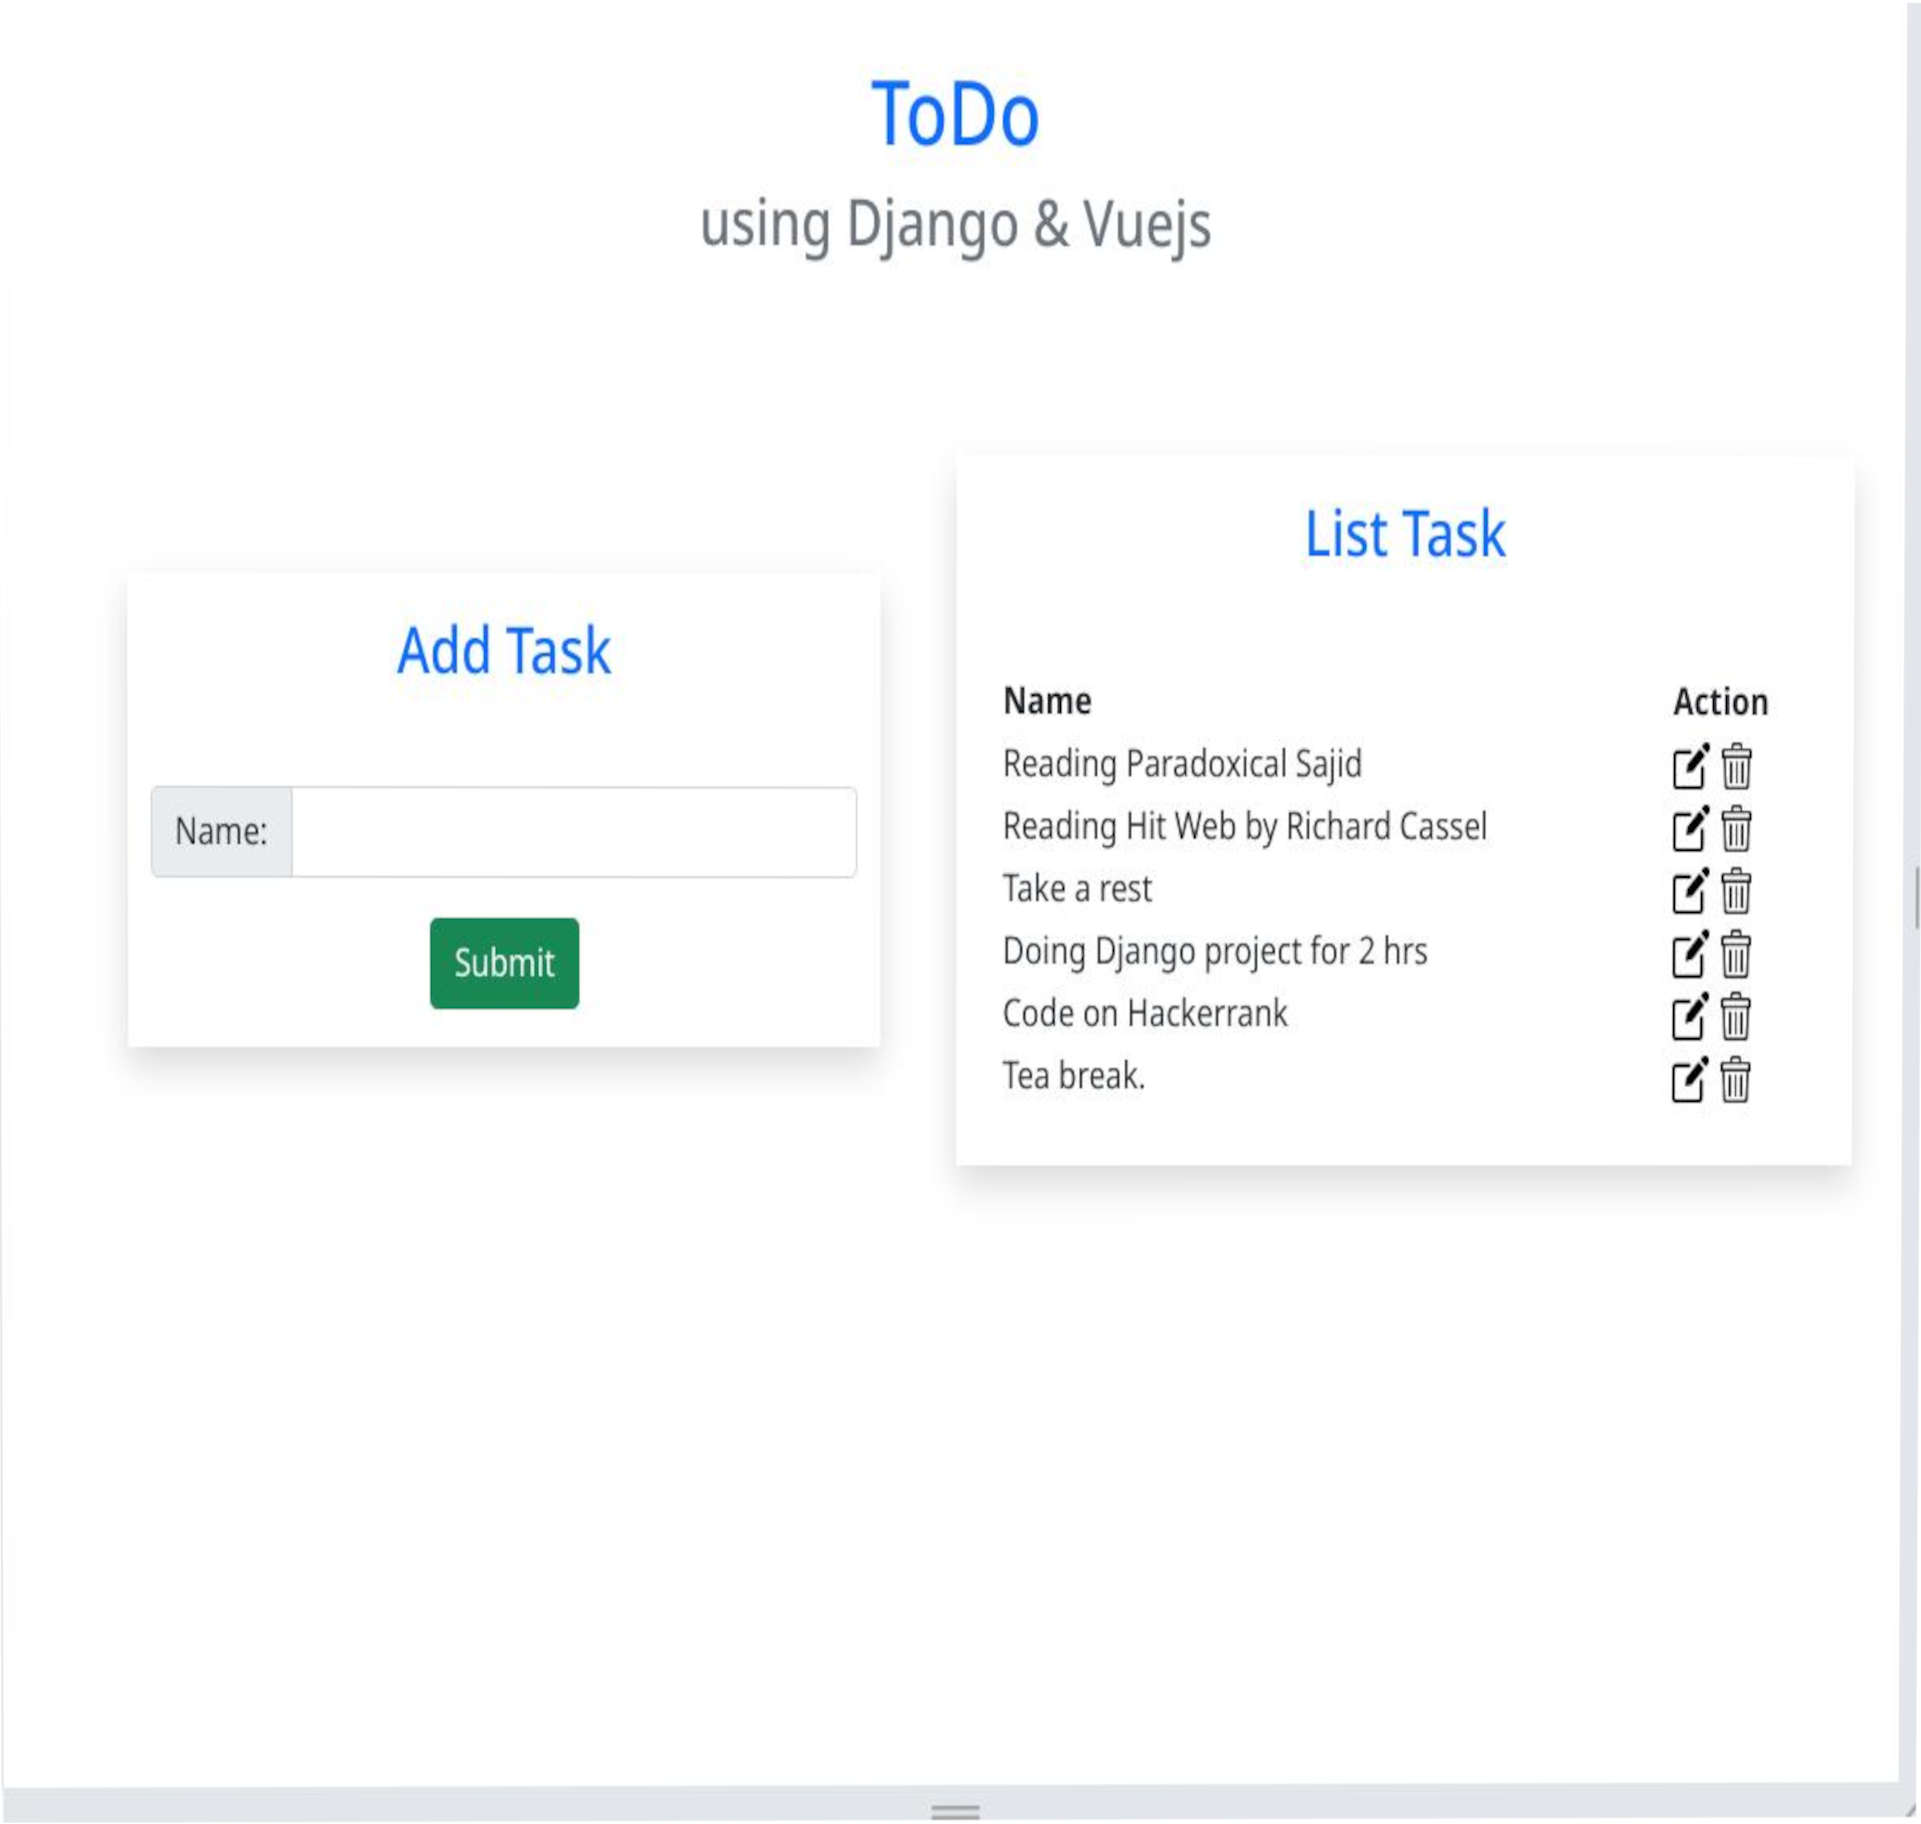 ToDo
using Django & Vuejs
Add Task
Name:
Submit
List Task
Name Action
Reading Paradoxical Sajid
Reading Hit Web by Richard Cassel
Take a rest
Doing Django project for 2 hrs
Code on Hackerrank
Tea break.